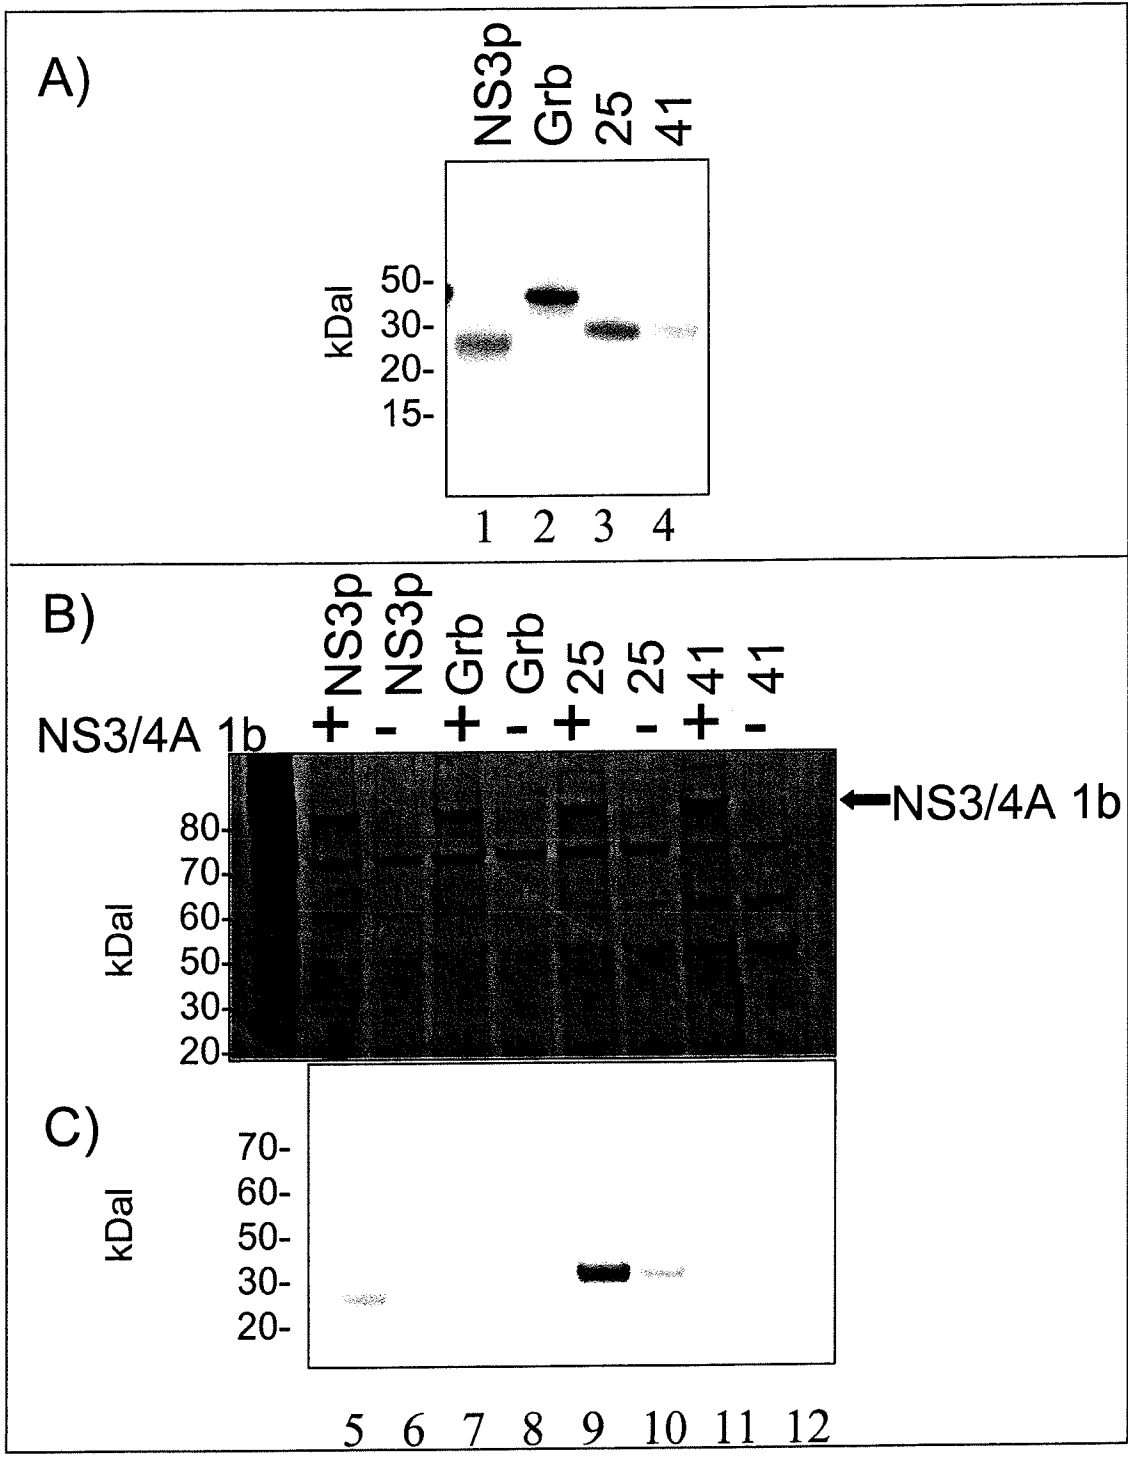 A)
NS3p Grb 25 41
kDal
50-
30-
20-
15-
1 2 3 4
B)
NS3p NS3p Grb Grb 25 25 41 41
NS3/4A 1b + - + - + - + -
NS3/4A 1b
kDal
80-
70-
60-
50-
30-
20-
C)
kDal
70-
60-
50-
30-
20-
5 6 7 8 9 10 11 12